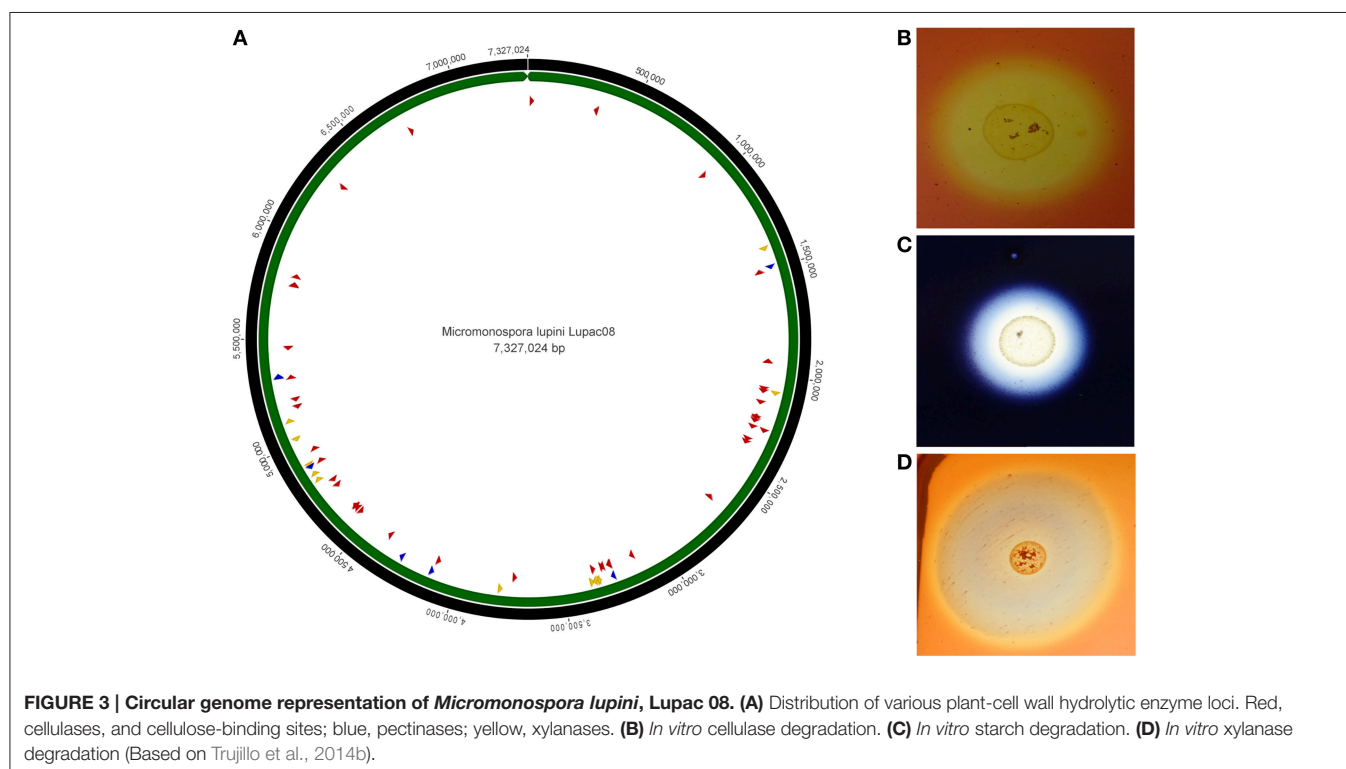 A
7,327,024
500,000
1,000,000
1,500,000
2,000,000
2,500,000
3,000,000
3,500,000
4,000,000
4,500,000
5,000,000
5,500,000
6,000,000
6,500,000
7,000,000
Micromonospora lupini Lupac08
7,327,024 bp
B
C
D
FIGURE 3 | Circular genome representation of Micromonospora lupini, Lupac 08. (A) Distribution of various plant-cell wall hydrolytic enzyme loci. Red,
cellulases, and cellulose-binding sites; blue, pectinases; yellow, xylanases. (B) In vitro cellulase degradation. (C) In vitro starch degradation. (D) In vitro xylanase
degradation (Based on Trujillo et al., 2014b).